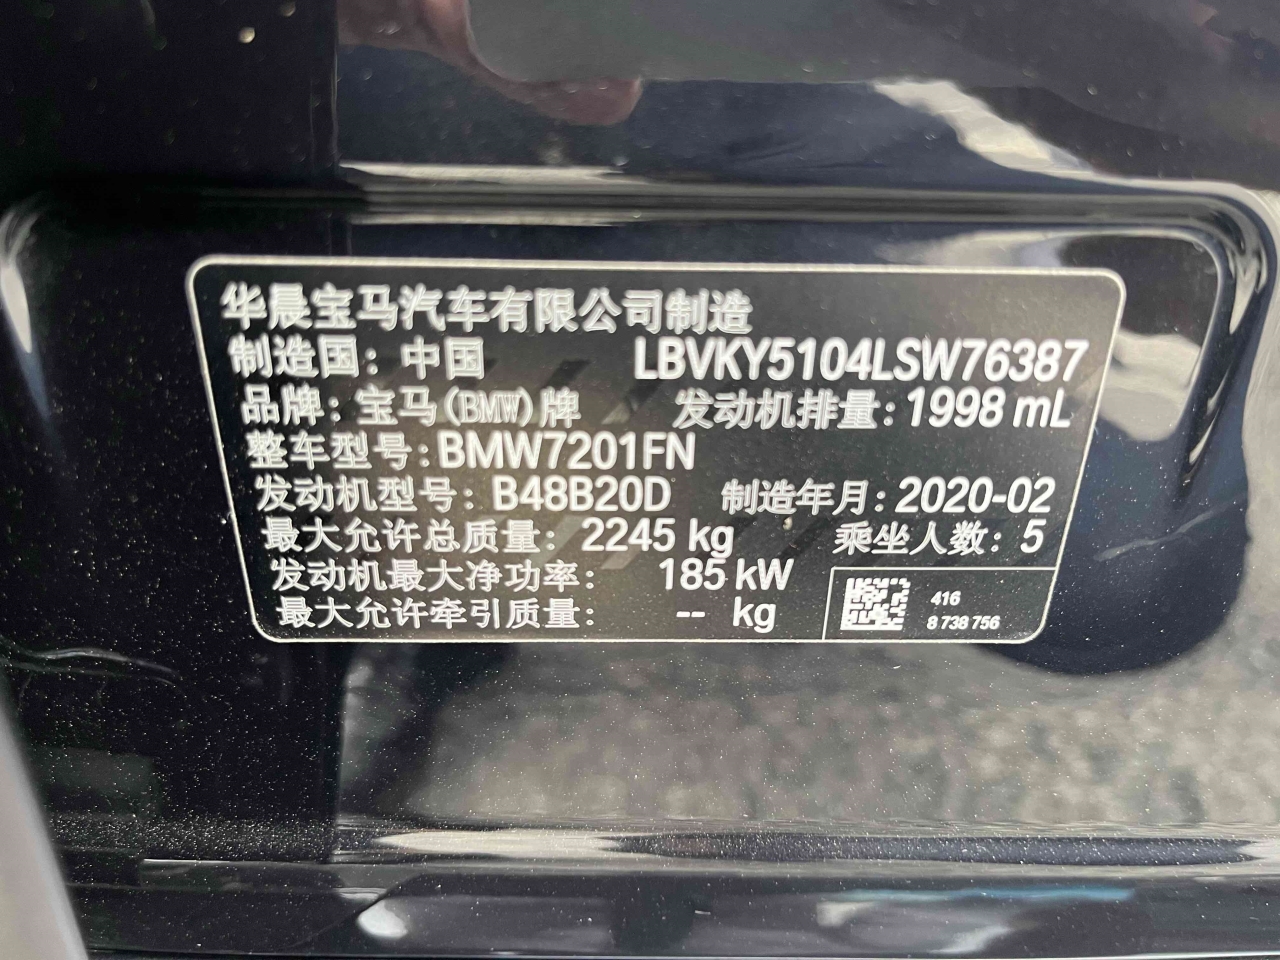 华晨宝马汽车有限公司制造
制造国：中国 LBVKY5104LSW76387
品牌：宝马(BMW)牌 发动机排量：1998 mL
整车型号：BMW7201FN
发动机型号：B48B20D 制造年月：2020-02
最大允许总质量：2245 kg 乘坐人数：5
发动机最大净功率： 185 kW
最大允许牵引质量： -- kg
416
8 738 756